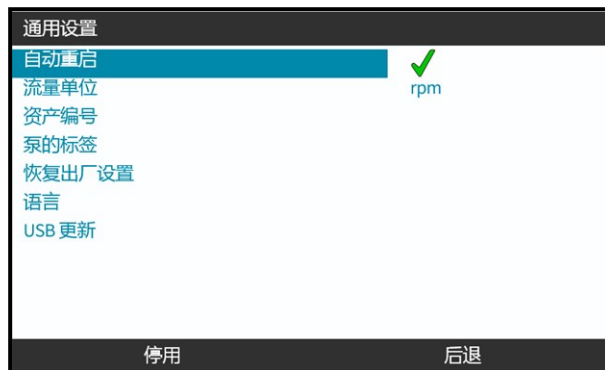 通用设置
自动重启
流量单位 rpm
资产编号
泵的标签
恢复出厂设置
语言
USB 更新
停用 后退